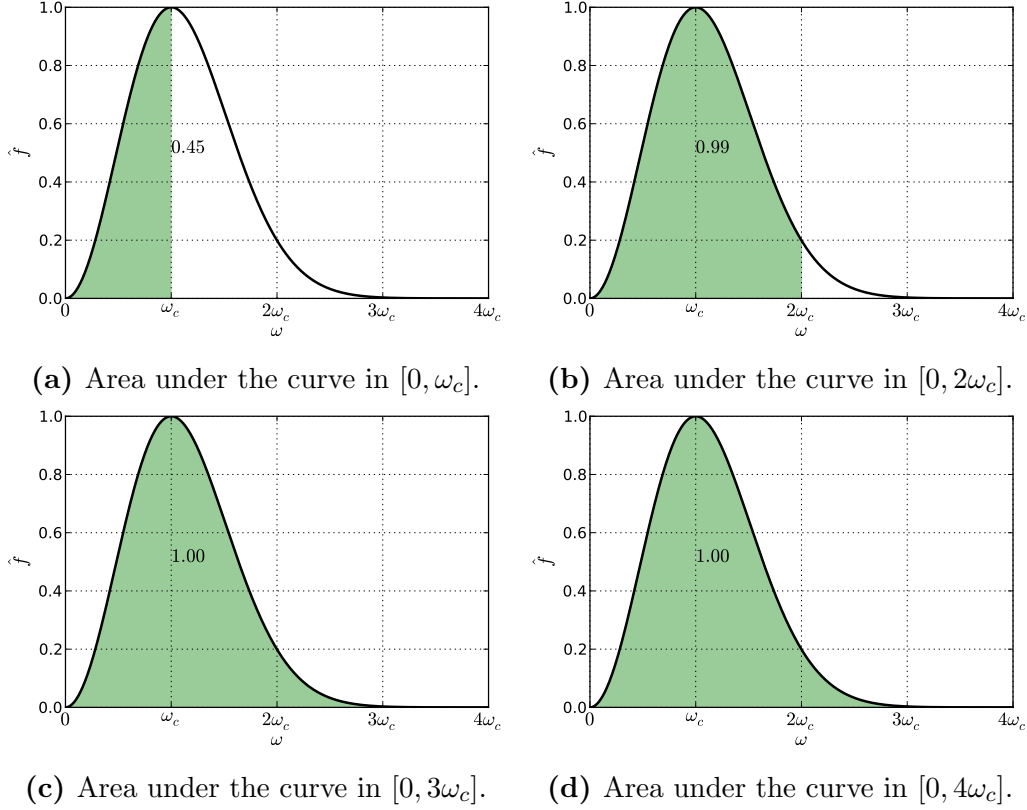 1.0
0.8
0.6
0.4
0.2
0.0
f̂
0.45
0 ω_c 2ω_c 3ω_c 4ω_c
ω
(a) Area under the curve in [0, ω_c].
1.0
0.8
0.6
0.4
0.2
0.0
f̂
0.99
0 ω_c 2ω_c 3ω_c 4ω_c
ω
(b) Area under the curve in [0, 2ω_c].
1.0
0.8
0.6
0.4
0.2
0.0
f̂
1.00
0 ω_c 2ω_c 3ω_c 4ω_c
ω
(c) Area under the curve in [0, 3ω_c].
1.0
0.8
0.6
0.4
0.2
0.0
f̂
1.00
0 ω_c 2ω_c 3ω_c 4ω_c
ω
(d) Area under the curve in [0, 4ω_c].